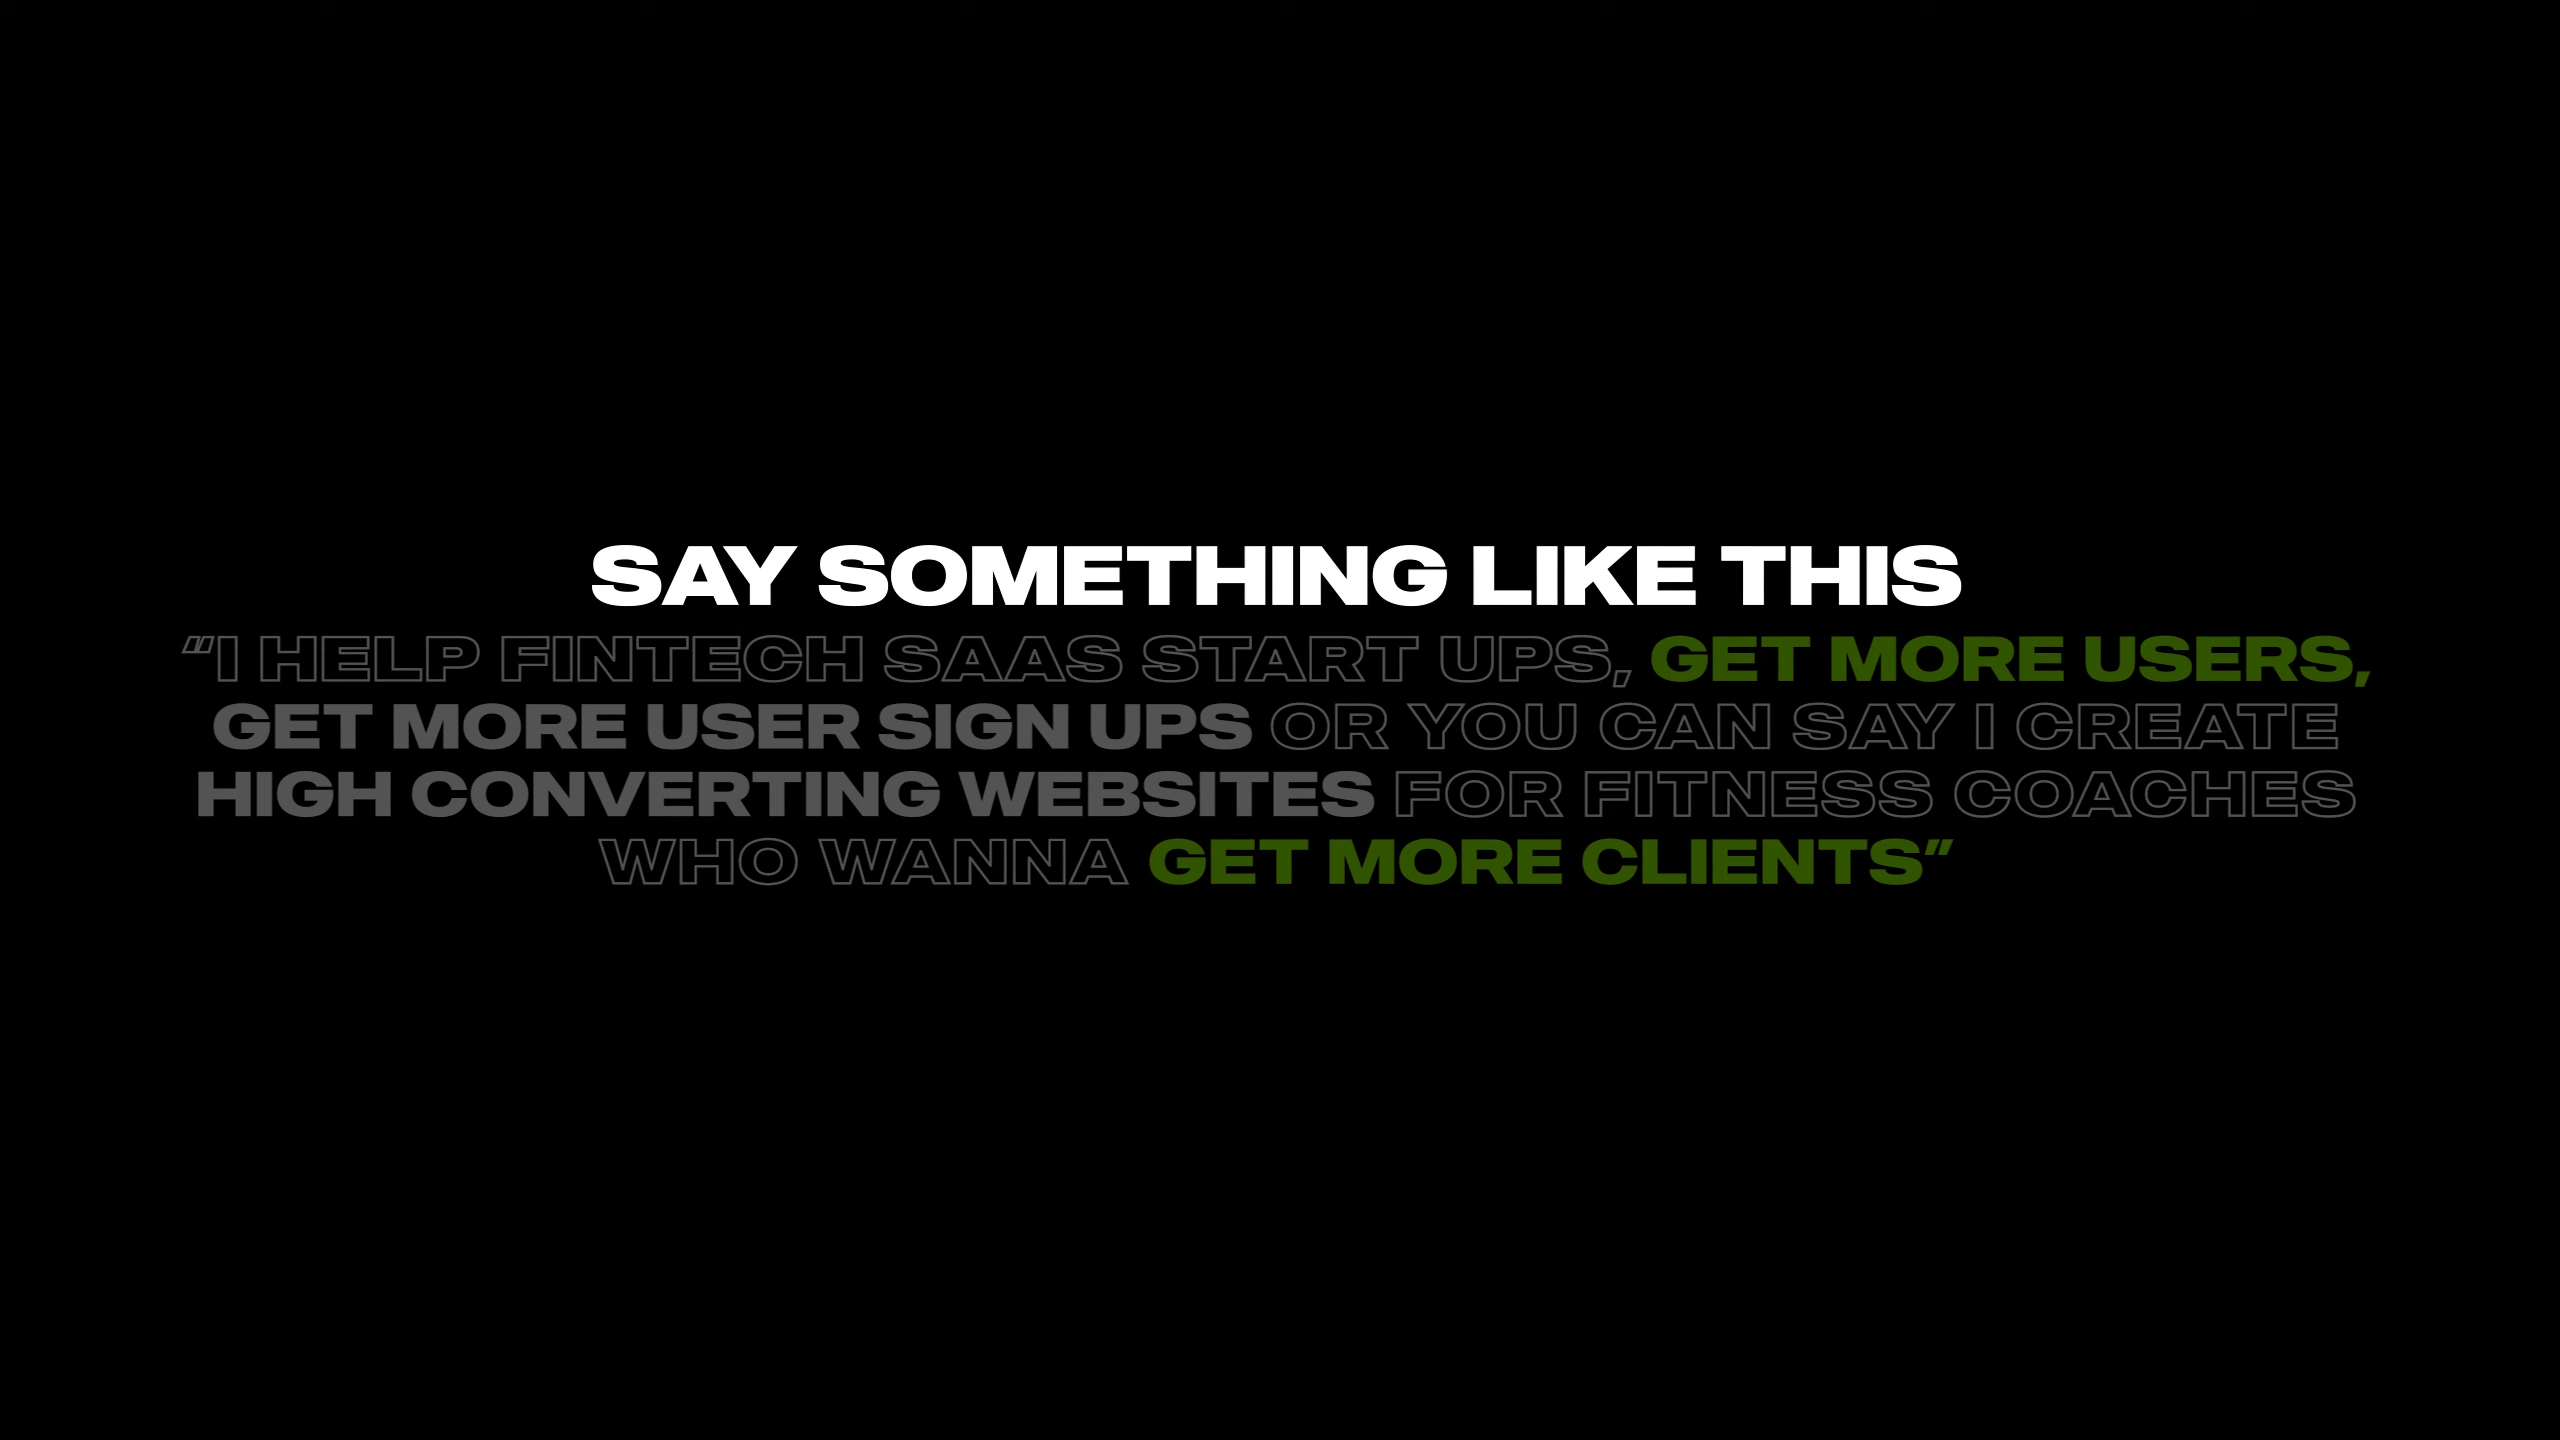 SAY SOMETHING LIKE THIS
“I HELP FINTECH SAAS START UPS, GET MORE USERS,
GET MORE USER SIGN UPS OR YOU CAN SAY I CREATE
HIGH CONVERTING WEBSITES FOR FITNESS COACHES
WHO WANNA GET MORE CLIENTS”